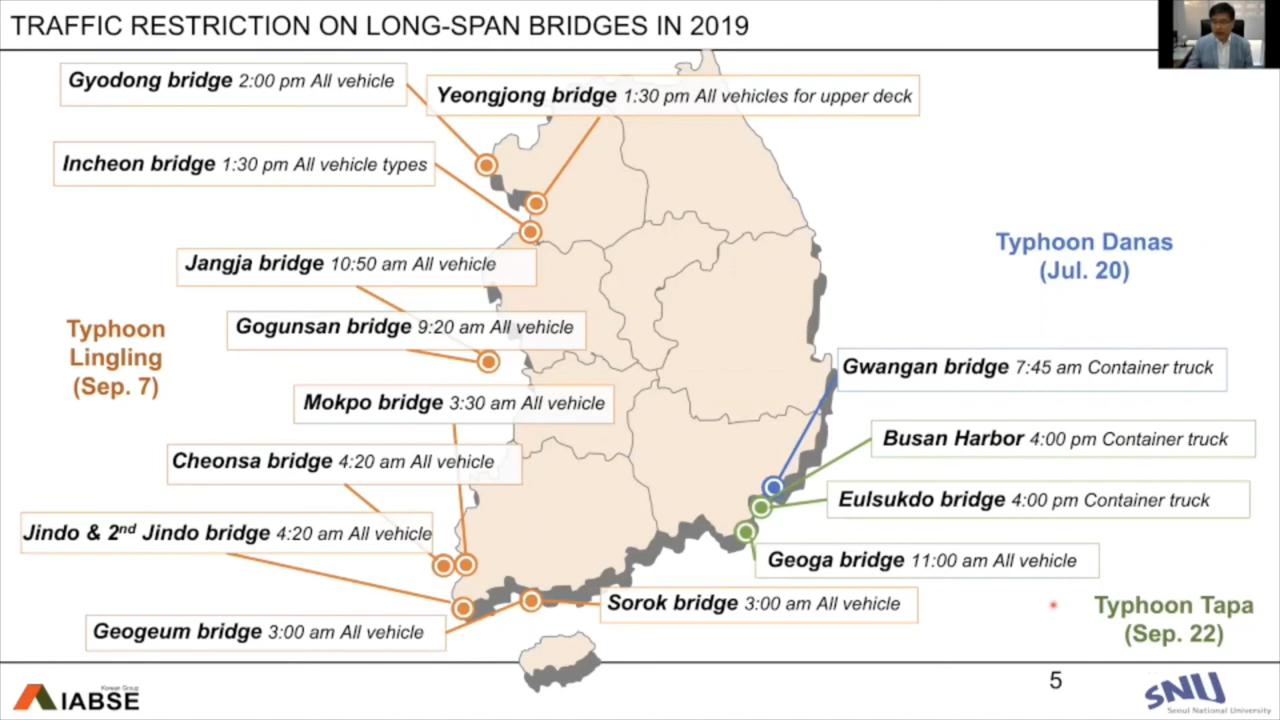 TRAFFIC RESTRICTION ON LONG-SPAN BRIDGES IN 2019
Gyodong bridge 2:00 pm All vehicle
Yeongjong bridge 1:30 pm All vehicles for upper deck
Incheon bridge 1:30 pm All vehicle types
Jangja bridge 10:50 am All vehicle
Gogunsan bridge 9:20 am All vehicle
Mokpo bridge 3:30 am All vehicle
Cheonsa bridge 4:20 am All vehicle
Jindo & 2nd Jindo bridge 4:20 am All vehicle
Geogeum bridge 3:00 am All vehicle
Sorok bridge 3:00 am All vehicle
Typhoon
Lingling
(Sep. 7)
Typhoon Danas
(Jul. 20)
Gwangan bridge 7:45 am Container truck
Busan Harbor 4:00 pm Container truck
Eulsukdo bridge 4:00 pm Container truck
Geoga bridge 11:00 am All vehicle
Typhoon Tapa
(Sep. 22)
Korean Group
IABSE
5
SNU
Seoul National University